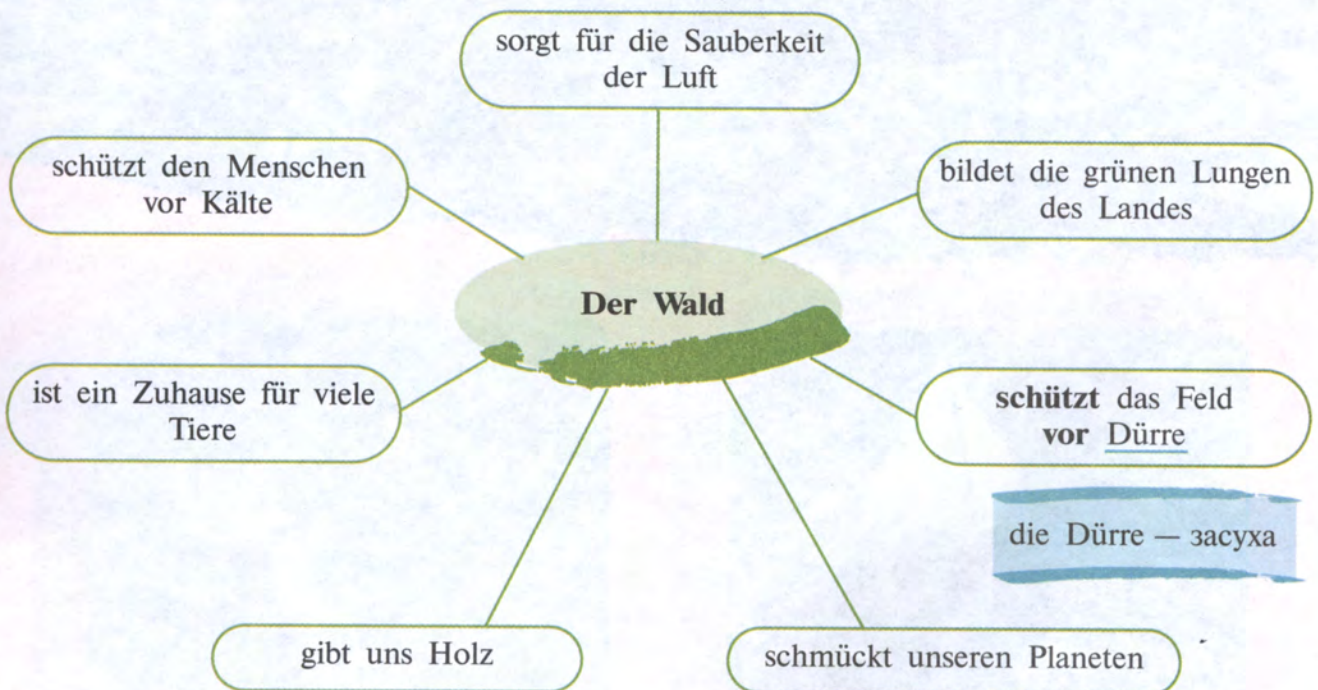 sorgt für die Sauberkeit
der Luft
schützt den Menschen
vor Kälte
bildet die grünen Lungen
des Landes
Der Wald
ist ein Zuhause für viele
Tiere
schützt das Feld
vor Dürre
die Dürre — засуха
gibt uns Holz
schmückt unseren Planeten